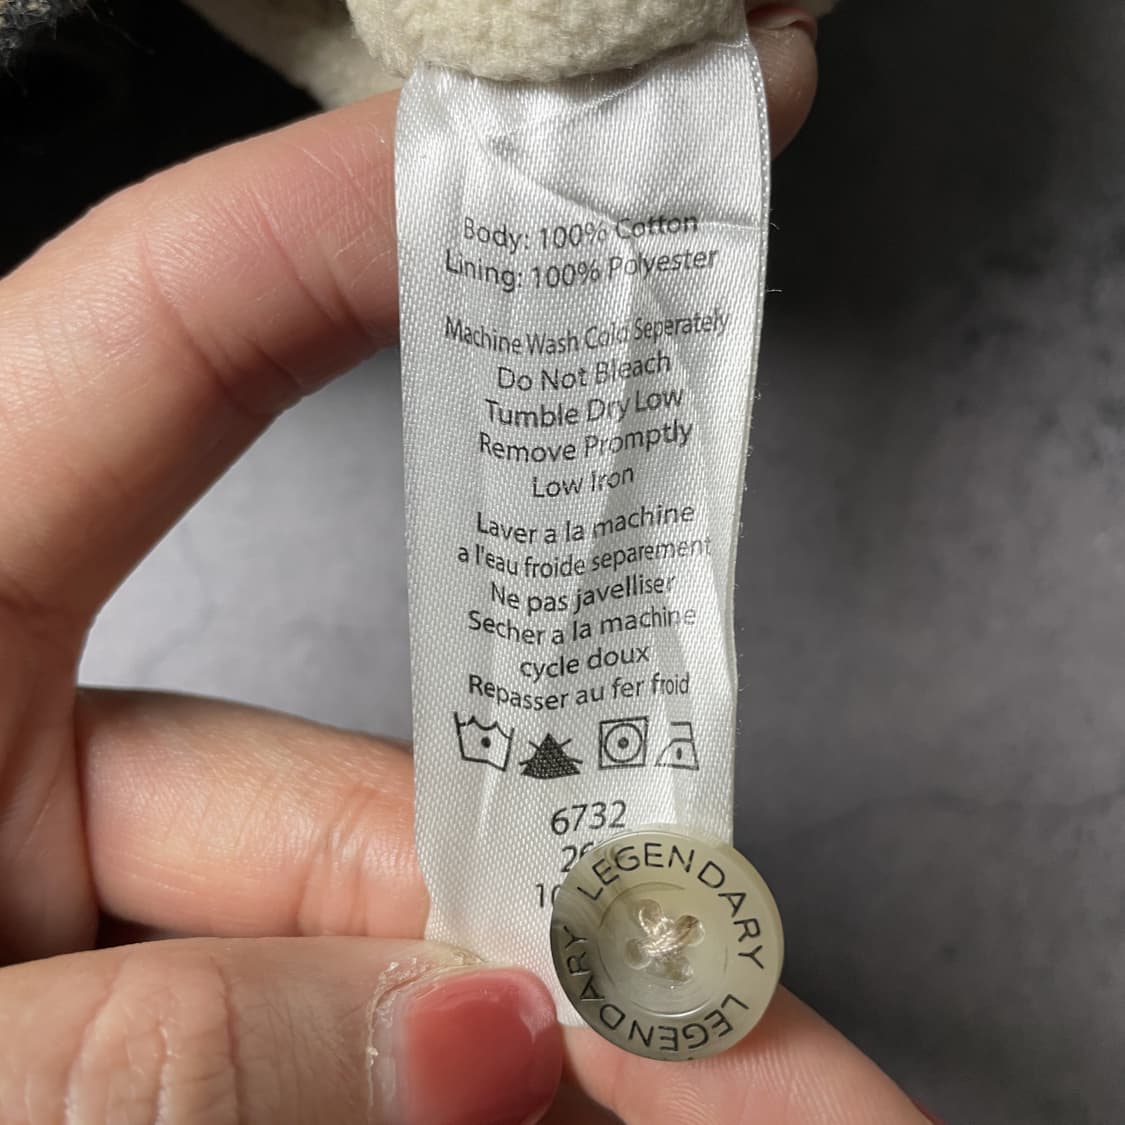 Body: 100% Cotton
Lining: 100% Polyester
Machine Wash Cold Seperately
Do Not Bleach
Tumble Dry Low
Remove Promptly
Low Iron
Laver a la machine
a l'eau froide separement
Ne pas javelliser
Secher a la machine
cycle doux
Repasser au fer froid
6732
LEGENDARY
LEGENDARY